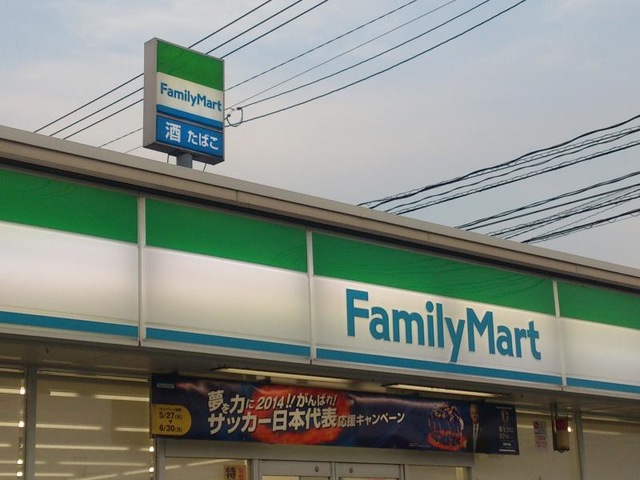 FamilyMart
酒 たばこ
FamilyMart
夢を力に2014!! がんばれ!
サッカー日本代表応援キャンペーン
5/27(火)
6/30(月)